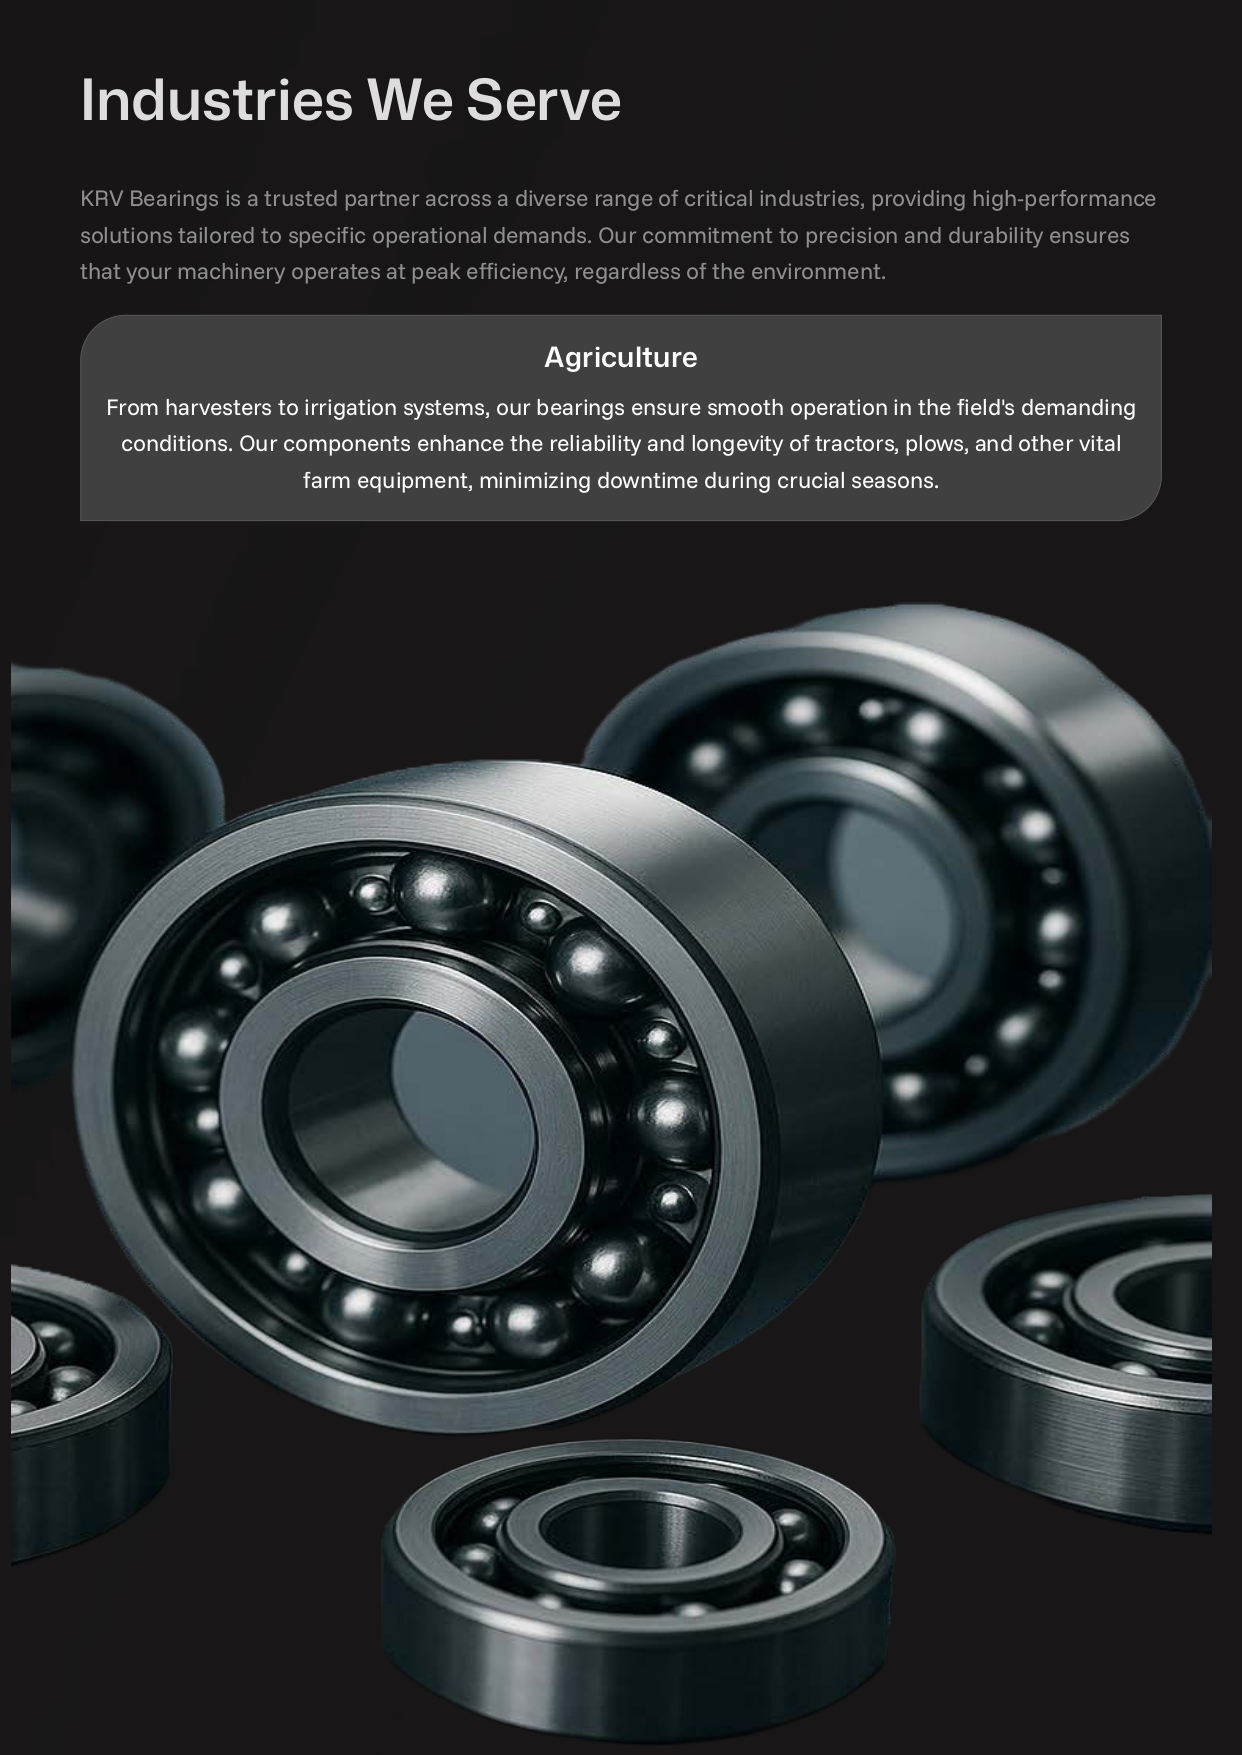 Industries We Serve
KRV Bearings is a trusted partner across a diverse range of critical industries, providing high-performance
solutions tailored to specific operational demands. Our commitment to precision and durability ensures
that your machinery operates at peak efficiency, regardless of the environment.
Agriculture
From harvesters to irrigation systems, our bearings ensure smooth operation in the field's demanding
conditions. Our components enhance the reliability and longevity of tractors, plows, and other vital
farm equipment, minimizing downtime during crucial seasons.